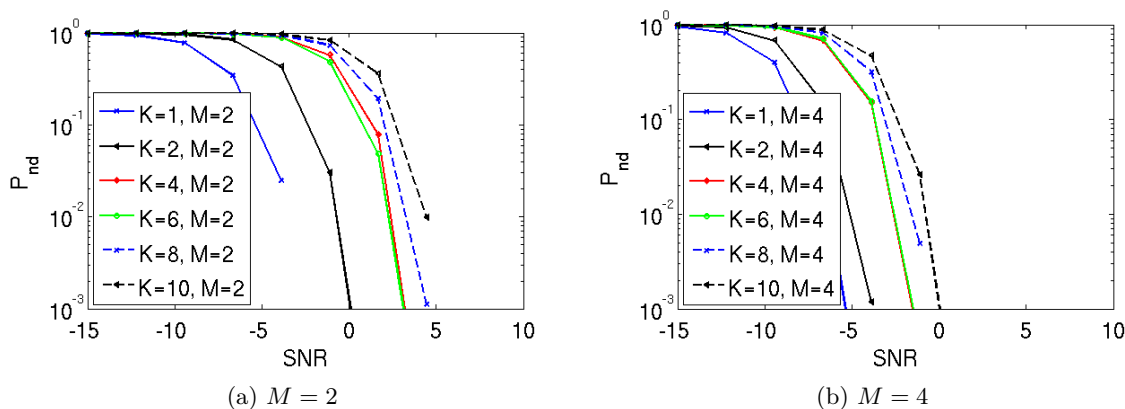 10^0
10^-1
10^-2
10^-3
P_nd
K=1, M=2
K=2, M=2
K=4, M=2
K=6, M=2
K=8, M=2
K=10, M=2
-15 -10 -5 0 5 10
SNR
(a) M = 2
10^0
10^-1
10^-2
10^-3
P_nd
K=1, M=4
K=2, M=4
K=4, M=4
K=6, M=4
K=8, M=4
K=10, M=4
-15 -10 -5 0 5 10
SNR
(b) M = 4